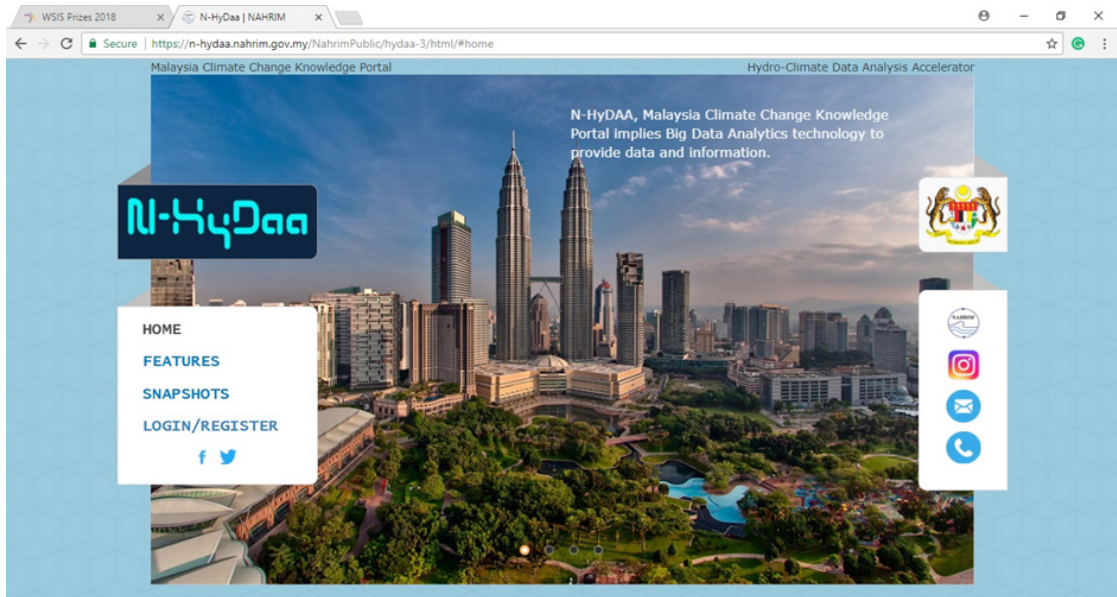 WSIS Prizes 2018
N-HyDaa | NAHRIM
Secure
https://n-hydaa.nahrim.gov.my/NahrimPublic/hydaa-3/html/#home
Malaysia Climate Change Knowledge Portal
Hydro-Climate Data Analysis Accelerator
N-HyDAA, Malaysia Climate Change Knowledge
Portal implies Big Data Analytics technology to
provide data and information.
N-HyDaa
HOME
FEATURES
SNAPSHOTS
LOGIN/REGISTER
NAHRIM